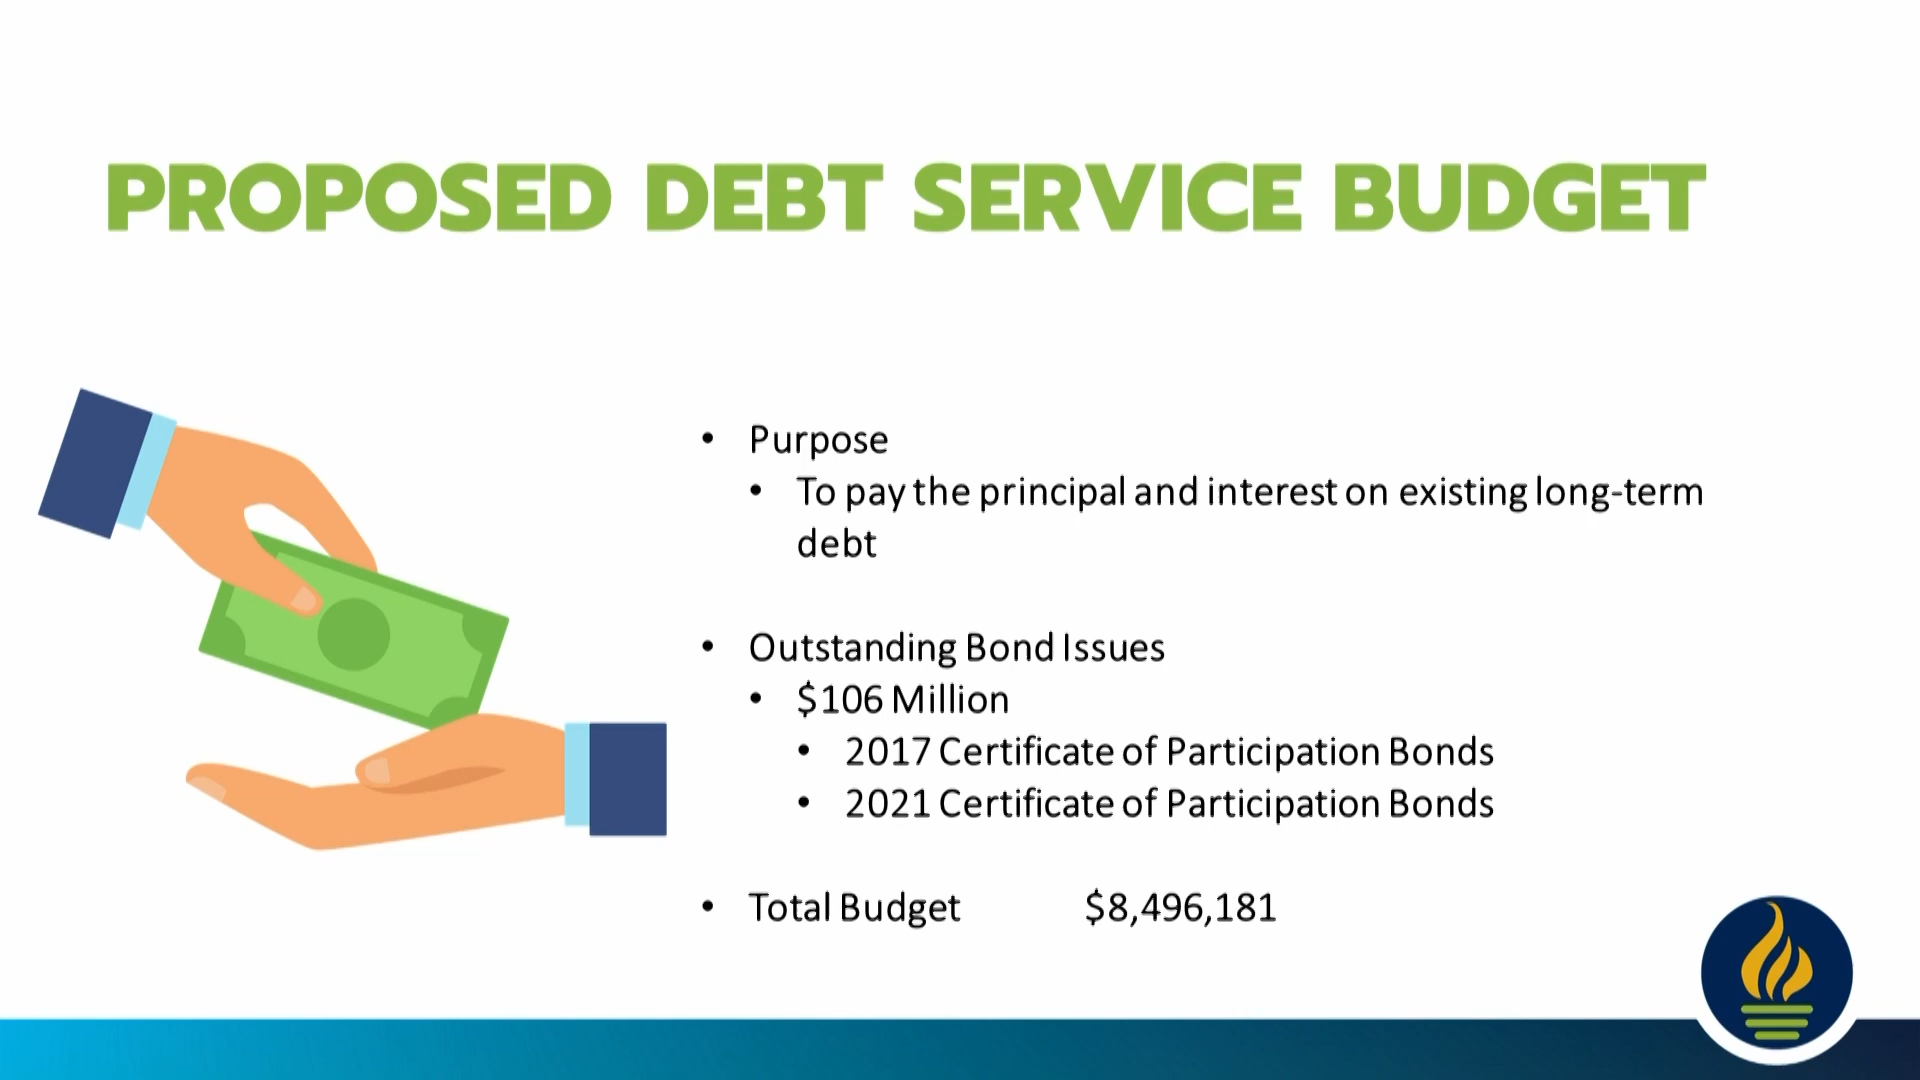 PROPOSED DEBT SERVICE BUDGET
• Purpose
• To pay the principal and interest on existing long-term
debt
• Outstanding Bond Issues
• $106 Million
• 2017 Certificate of Participation Bonds
• 2021 Certificate of Participation Bonds
• Total Budget $8,496,181